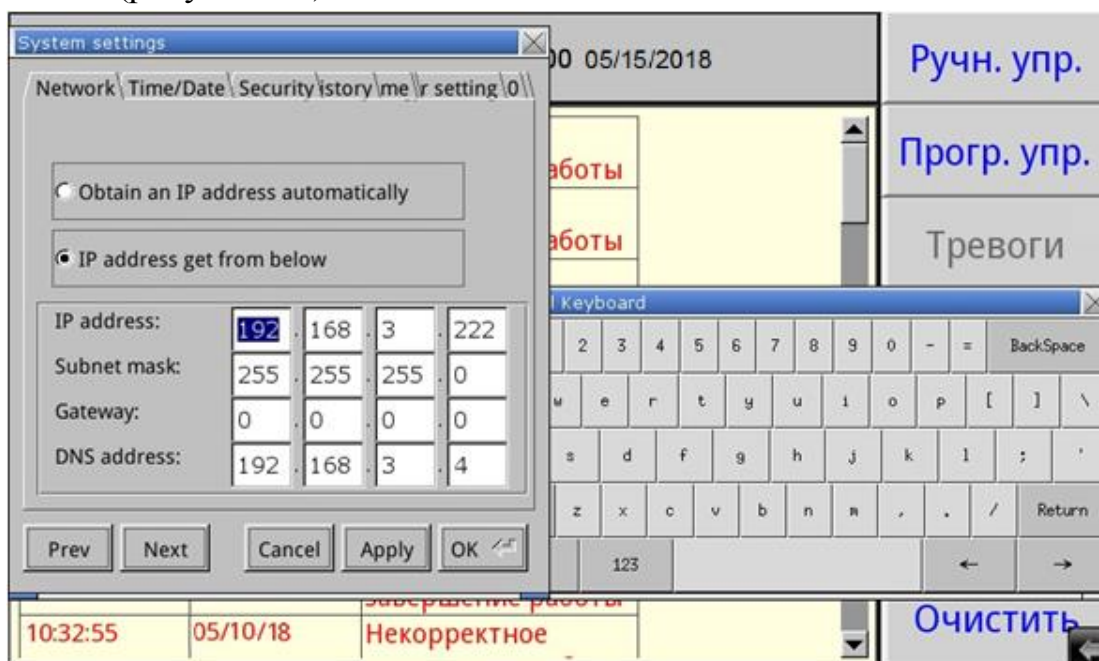 System settings
00 05/15/2018
Network Time/Date Security istory me r setting 0
Obtain an IP address automatically
IP address get from below
IP address: 192 . 168 . 3 . 222
Subnet mask: 255 . 255 . 255 . 0
Gateway: 0 . 0 . 0 . 0
DNS address: 192 . 168 . 3 . 4
Prev Next Cancel Apply OK
аботы
аботы
Ручн. упр.
Прогр. упр.
Тревоги
Keyboard
2 3 4 5 6 7 8 9 0 - = BackSpace
w e r t y u i o p [ ] \
s d f g h j k l ; '
z x c v b n m , . / Return
123 ← →
завершение работы
10:32:55 05/10/18 Некорректное
Очистить